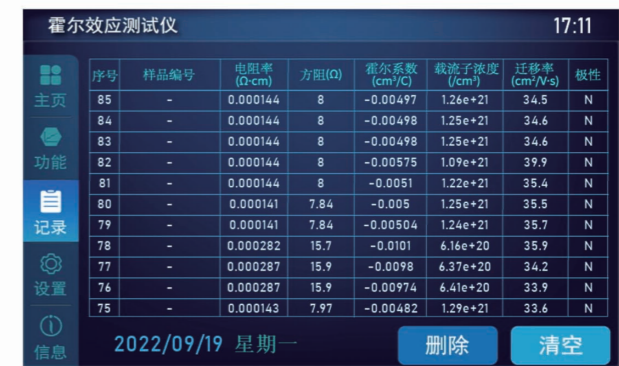 霍尔效应测试仪 17:11
主页
功能
记录
设置
信息
序号 样品编号 电阻率(Ω·cm) 方阻(Ω) 霍尔系数(cm³/C) 载流子浓度(/cm³) 迁移率(cm²/V·s) 极性
85 - 0.000144 8 -0.00497 1.26e+21 34.5 N
84 - 0.000144 8 -0.00498 1.25e+21 34.6 N
83 - 0.000144 8 -0.00498 1.25e+21 34.6 N
82 - 0.000144 8 -0.00575 1.09e+21 39.9 N
81 - 0.000144 8 -0.0051 1.22e+21 35.4 N
80 - 0.000141 7.84 -0.005 1.25e+21 35.5 N
79 - 0.000141 7.84 -0.00504 1.24e+21 35.7 N
78 - 0.000282 15.7 -0.0101 6.16e+20 35.9 N
77 - 0.000287 15.9 -0.0098 6.37e+20 34.2 N
76 - 0.000287 15.9 -0.00974 6.41e+20 33.9 N
75 - 0.000143 7.97 -0.00482 1.29e+21 33.6 N
2022/09/19 星期一 删除 清空